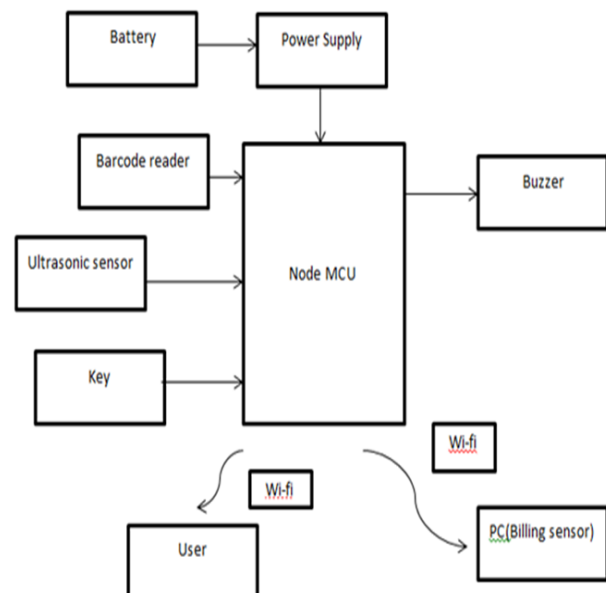 Battery
Power Supply
Barcode reader
Buzzer
Ultrasonic sensor
Node MCU
Key
Wi-fi
Wi-fi
User
PC(Billing sensor)